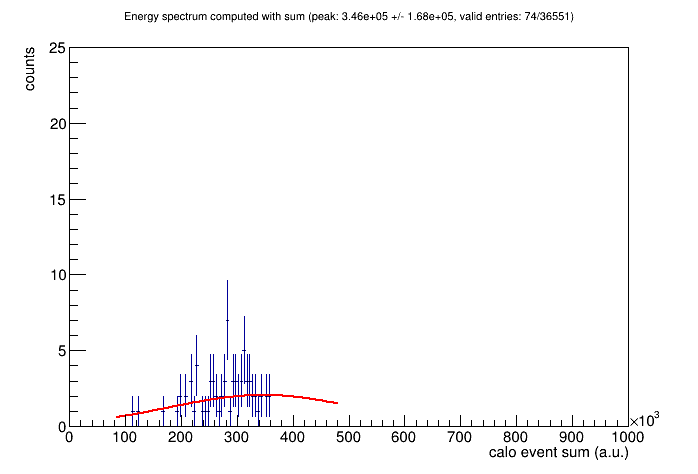 Energy spectrum computed with sum (peak: 3.46e+05 +/- 1.68e+05, valid entries: 74/36551)
counts
25
20
15
10
5
0
0 100 200 300 400 500 600 700 800 900 1000
×10³
calo event sum (a.u.)